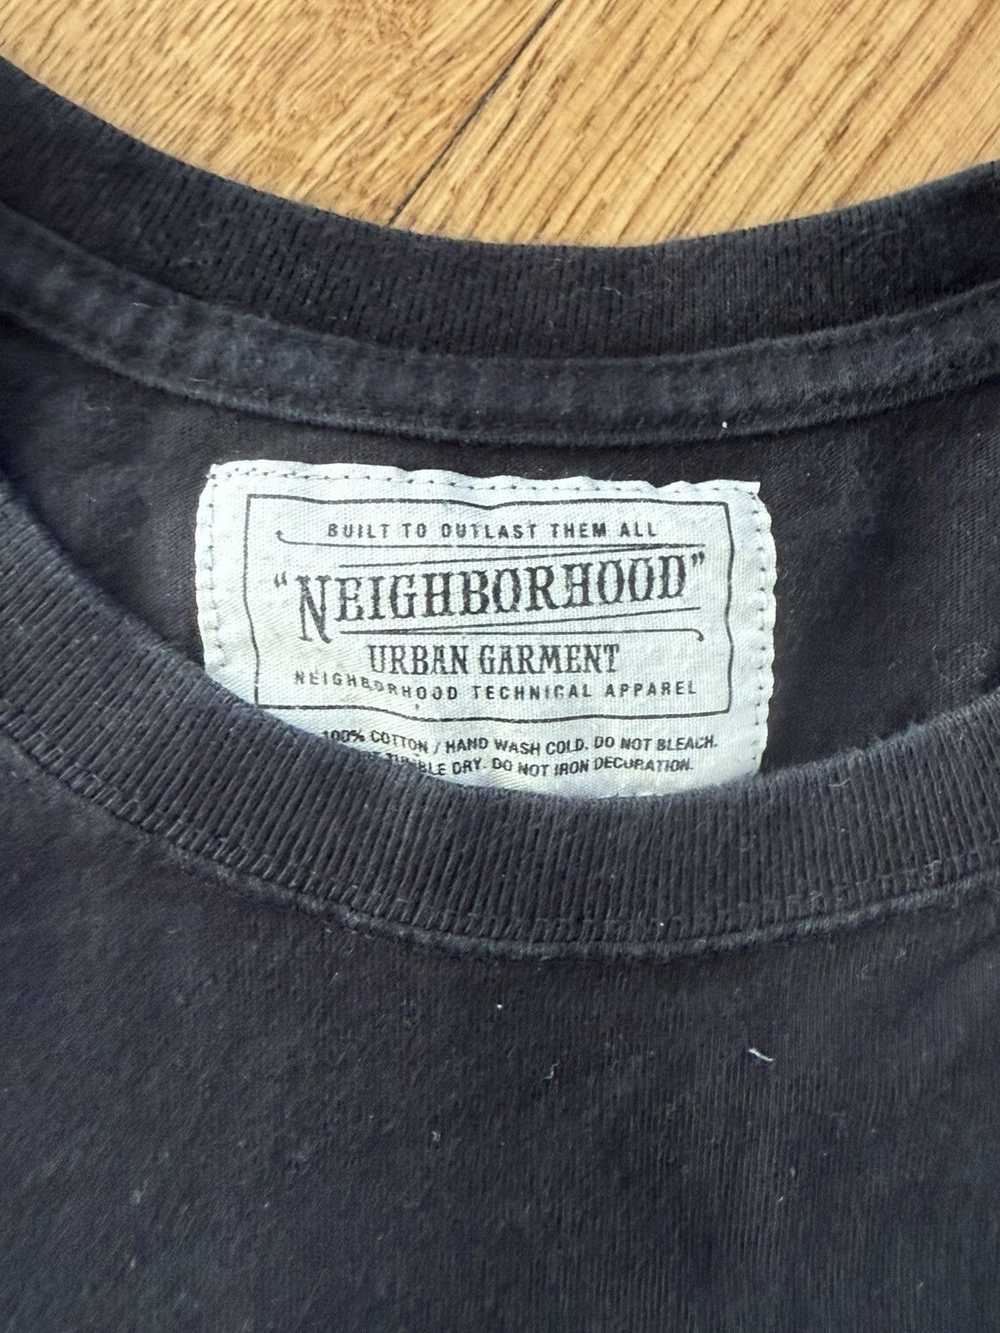 BUILT TO OUTLAST THEM ALL
"NEIGHBORHOOD"
URBAN GARMENT
NEIGHBORHOOD TECHNICAL APPAREL
100% COTTON / HAND WASH COLD. DO NOT BLEACH.
DRY. DO NOT IRON DECORATION.